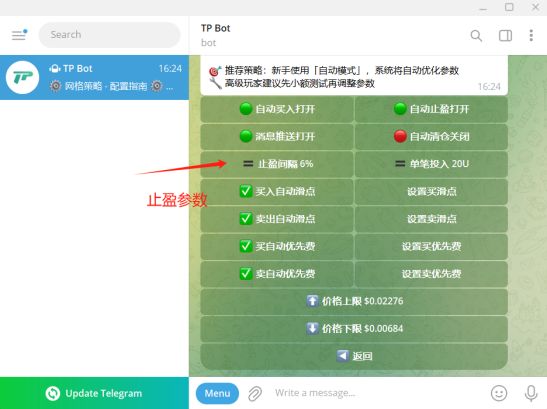 Search
TP Bot 16:24
网格策略 - 配置指南 ...
TP Bot
bot
推荐策略：新手使用「自动模式」，系统将自动优化参数
高级玩家建议先小额测试再调整参数
16:24
自动买入打开 自动止盈打开
消息推送打开 自动清仓关闭
止盈间隔 6% 单笔投入 20U
买入自动滑点 设置买滑点
卖出自动滑点 设置卖滑点
买自动优先费 设置买优先费
卖自动优先费 设置卖优先费
价格上限 $0.02276
价格下限 $0.00684
返回
止盈参数
Update Telegram
Menu
Write a message...